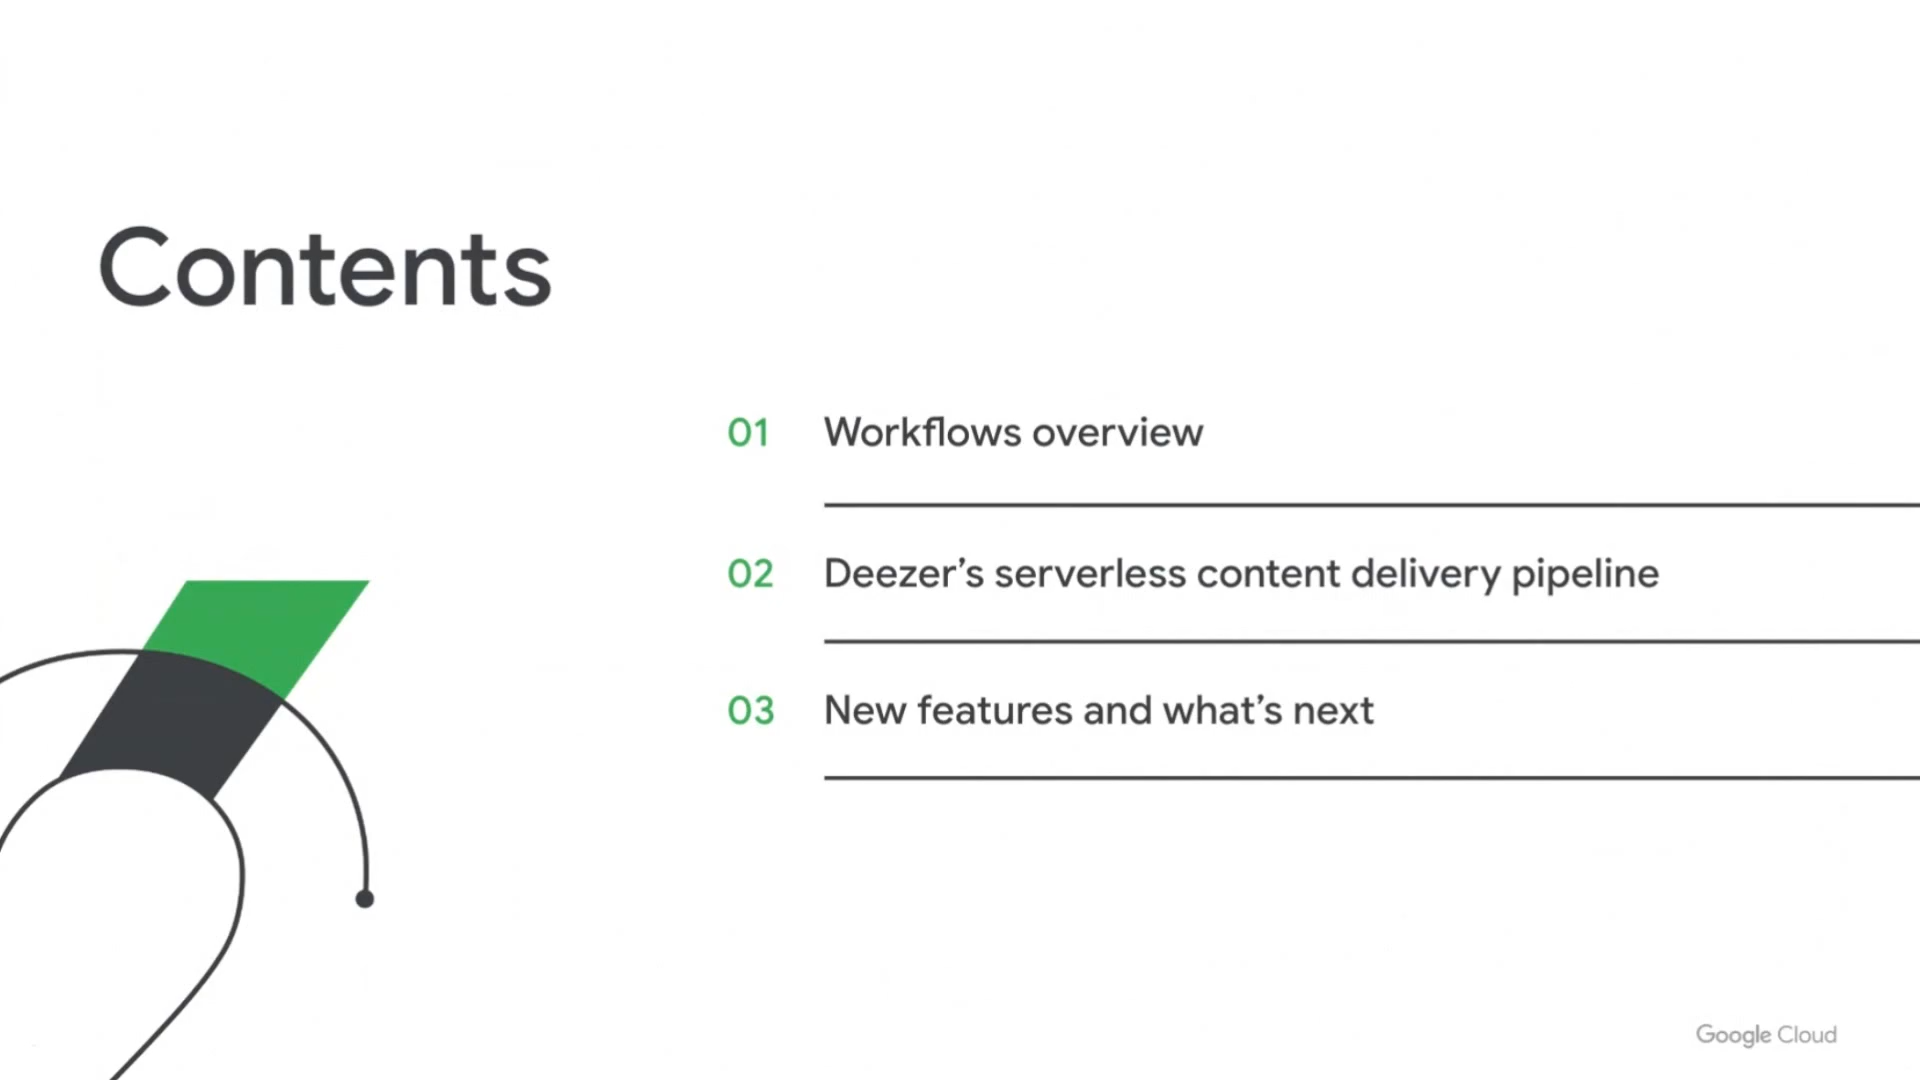 Contents
01 Workflows overview
02 Deezer’s serverless content delivery pipeline
03 New features and what’s next
Google Cloud